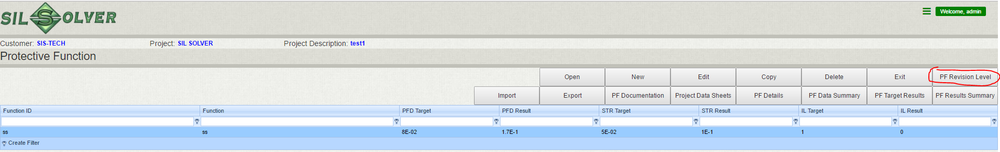 SIL SOLVER
Welcome, admin
Customer: SIS-TECH Project: SIL SOLVER Project Description: test1
Protective Function
Open New Edit Copy Delete Exit PF Revision Level
Import Export PF Documentation Project Data Sheets PF Details PF Data Summary PF Target Results PF Results Summary
Function ID Function PFD Target PFD Result STR Target STR Result IL Target IL Result
ss ss 8E-02 1.7E-1 5E-02 1E-1 1 0
Create Filter